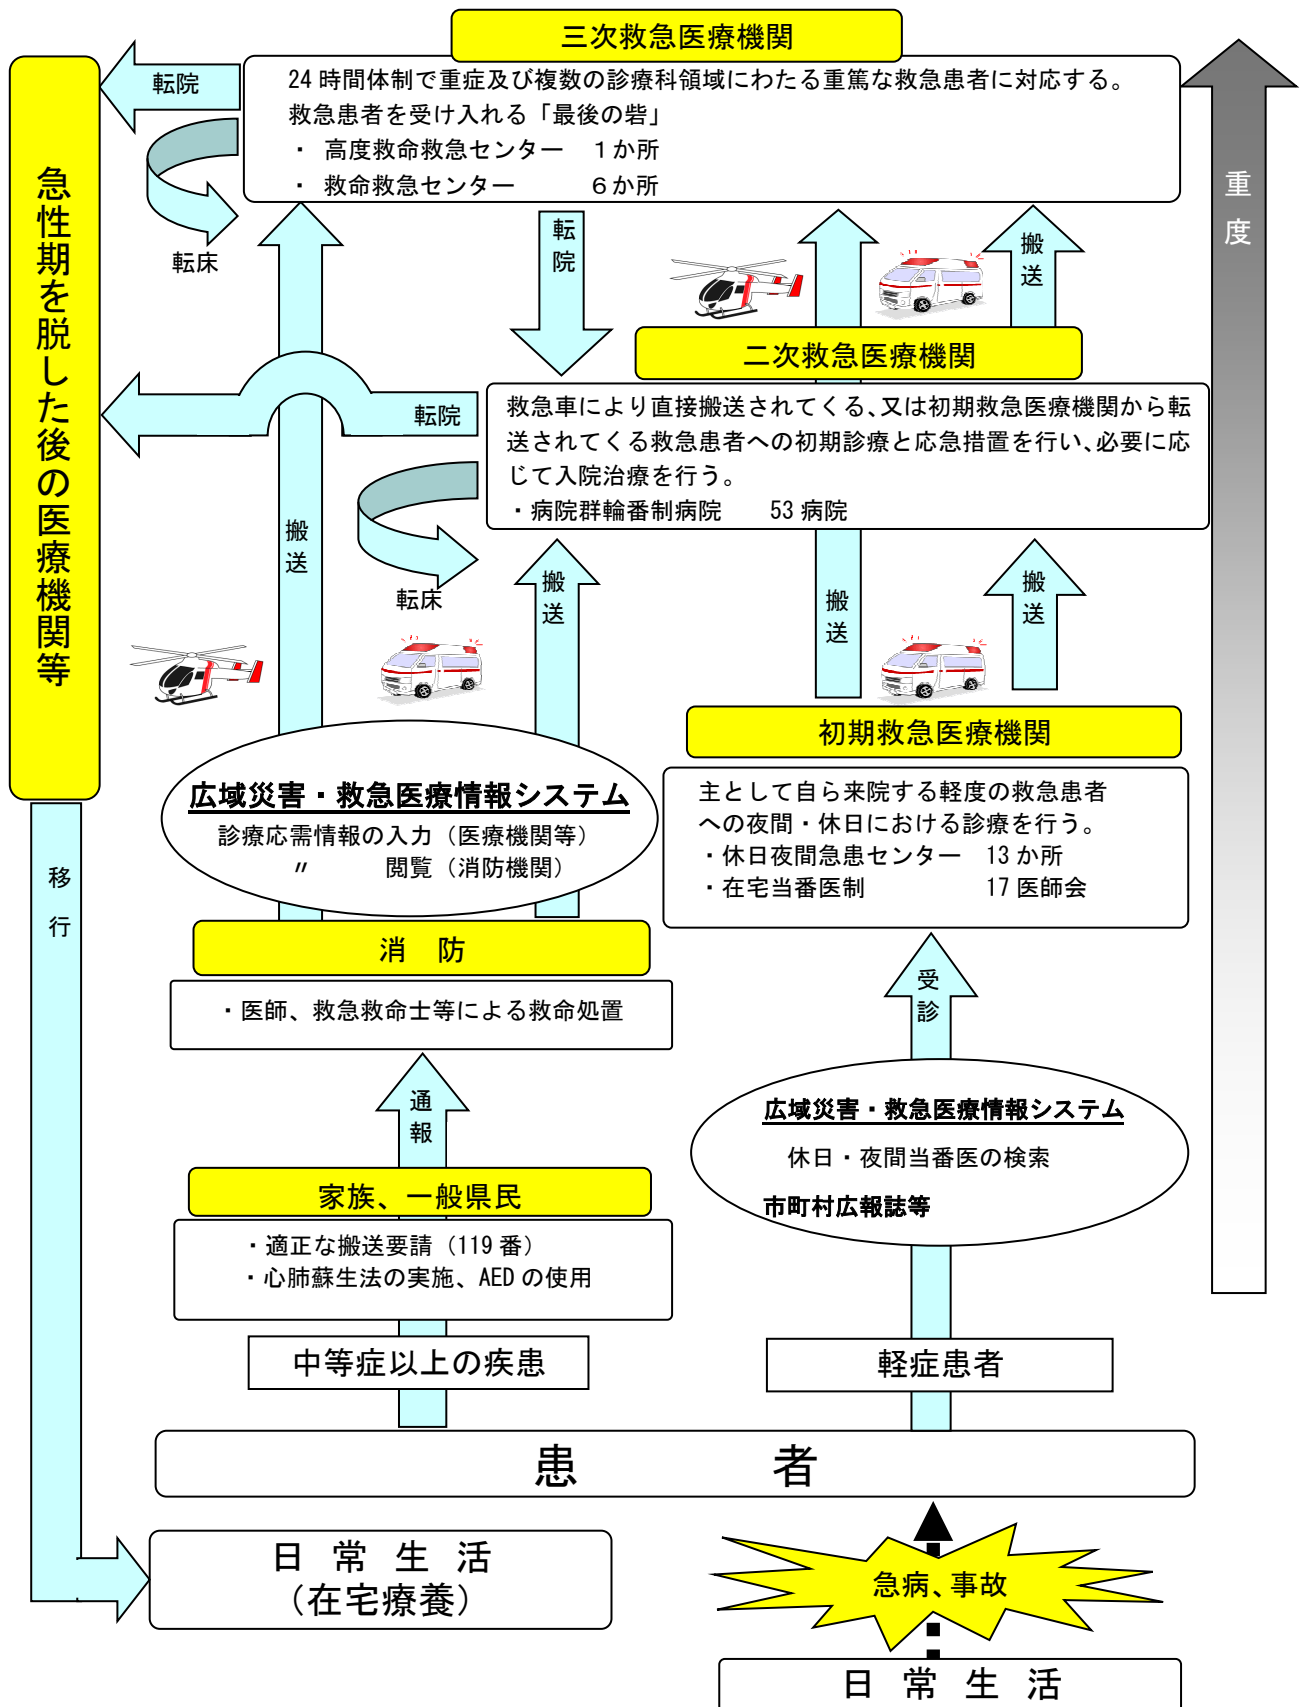 三次救急医療機関
24 時間体制で重症及び複数の診療科領域にわたる重篤な救急患者に対応する。
救急患者を受け入れる「最後の砦」
・ 高度救命救急センター　１か所
・ 救命救急センター　　　６か所
転院
転床
急性期を脱した後の医療機関等
重度
転院
搬送
二次救急医療機関
救急車により直接搬送されてくる、又は初期救急医療機関から転
送されてくる救急患者への初期診療と応急措置を行い、必要に応
じて入院治療を行う。
・病院群輪番制病院　　53 病院
転院
転床
搬送
搬送
搬送
搬送
初期救急医療機関
主として自ら来院する軽度の救急患者
への夜間・休日における診療を行う。
・休日夜間急患センター　13 か所
・在宅当番医制　　　　　17 医師会
広域災害・救急医療情報システム
診療応需情報の入力（医療機関等）
〃　　　閲覧（消防機関）
消　防
・医師、救急救命士等による救命処置
移行
受診
通報
広域災害・救急医療情報システム
休日・夜間当番医の検索
市町村広報誌等
家族、一般県民
・適正な搬送要請（119 番）
・心肺蘇生法の実施、AED の使用
中等症以上の疾患
軽症患者
患　　者
日 常 生 活
（在宅療養）
急病、事故
日 常 生 活